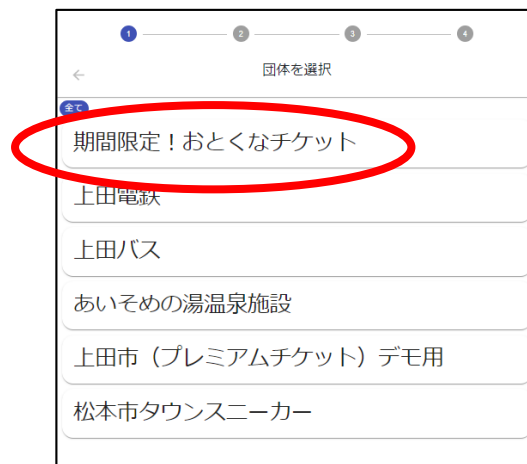 1 2 3 4
← 団体を選択
全て
期間限定！おとくなチケット
上田電鉄
上田バス
あいそめの湯温泉施設
上田市（プレミアムチケット）デモ用
松本市タウンスニーカー